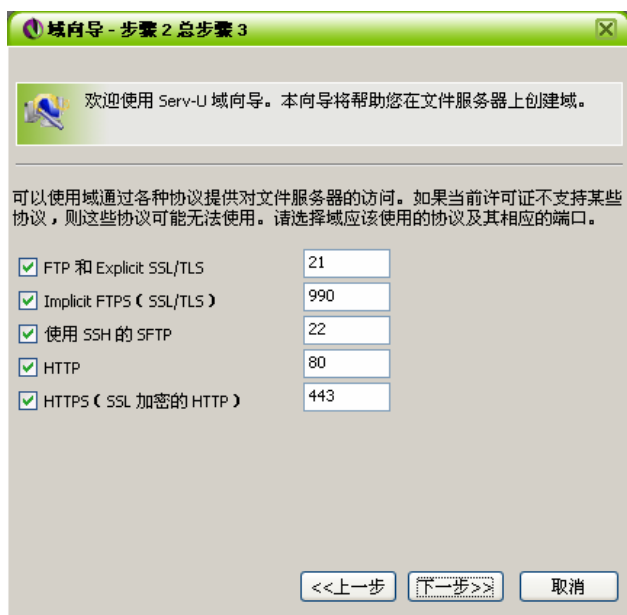 域向导 - 步骤 2 总步骤 3
欢迎使用 Serv-U 域向导。本向导将帮助您在文件服务器上创建域。
可以使用域通过各种协议提供对文件服务器的访问。如果当前许可证不支持某些
协议，则这些协议可能无法使用。请选择域应该使用的协议及其相应的端口。
FTP 和 Explicit SSL/TLS 21
Implicit FTPS（SSL/TLS） 990
使用 SSH 的 SFTP 22
HTTP 80
HTTPS（SSL 加密的 HTTP） 443
<<上一步 下一步>> 取消